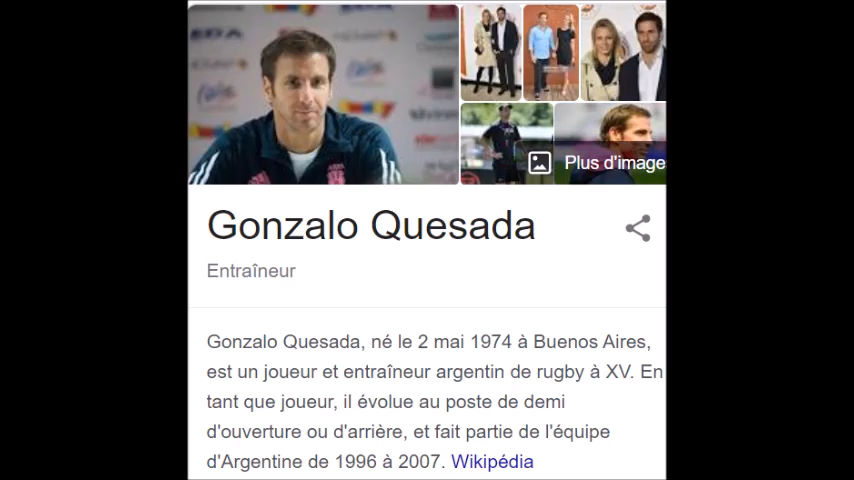 Plus d'image
Gonzalo Quesada
Entraîneur
Gonzalo Quesada, né le 2 mai 1974 à Buenos Aires,
est un joueur et entraîneur argentin de rugby à XV. En
tant que joueur, il évolue au poste de demi
d'ouverture ou d'arrière, et fait partie de l'équipe
d'Argentine de 1996 à 2007. Wikipédia